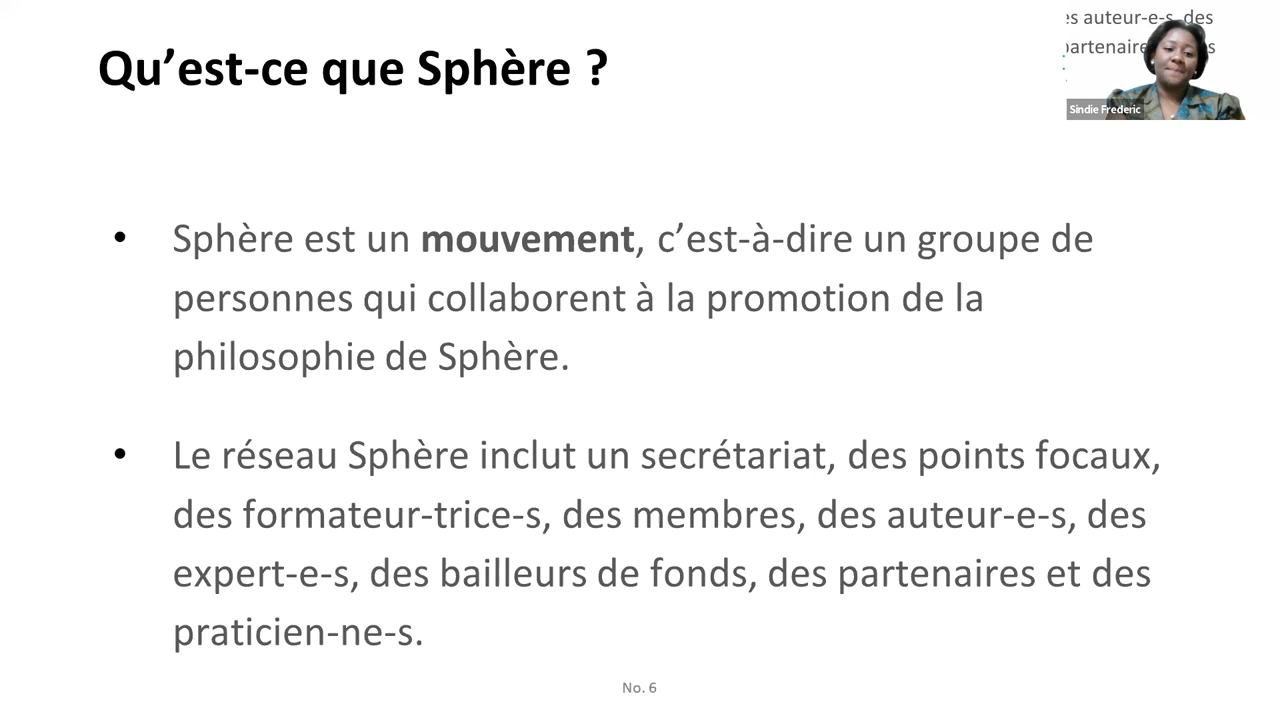 Qu’est-ce que Sphère ?
es auteur-e-s, des
partenaire
s
Sindie Frederic
• Sphère est un mouvement, c’est-à-dire un groupe de
personnes qui collaborent à la promotion de la
philosophie de Sphère.
• Le réseau Sphère inclut un secrétariat, des points focaux,
des formateur-trice-s, des membres, des auteur-e-s, des
expert-e-s, des bailleurs de fonds, des partenaires et des
praticien-ne-s.
No. 6